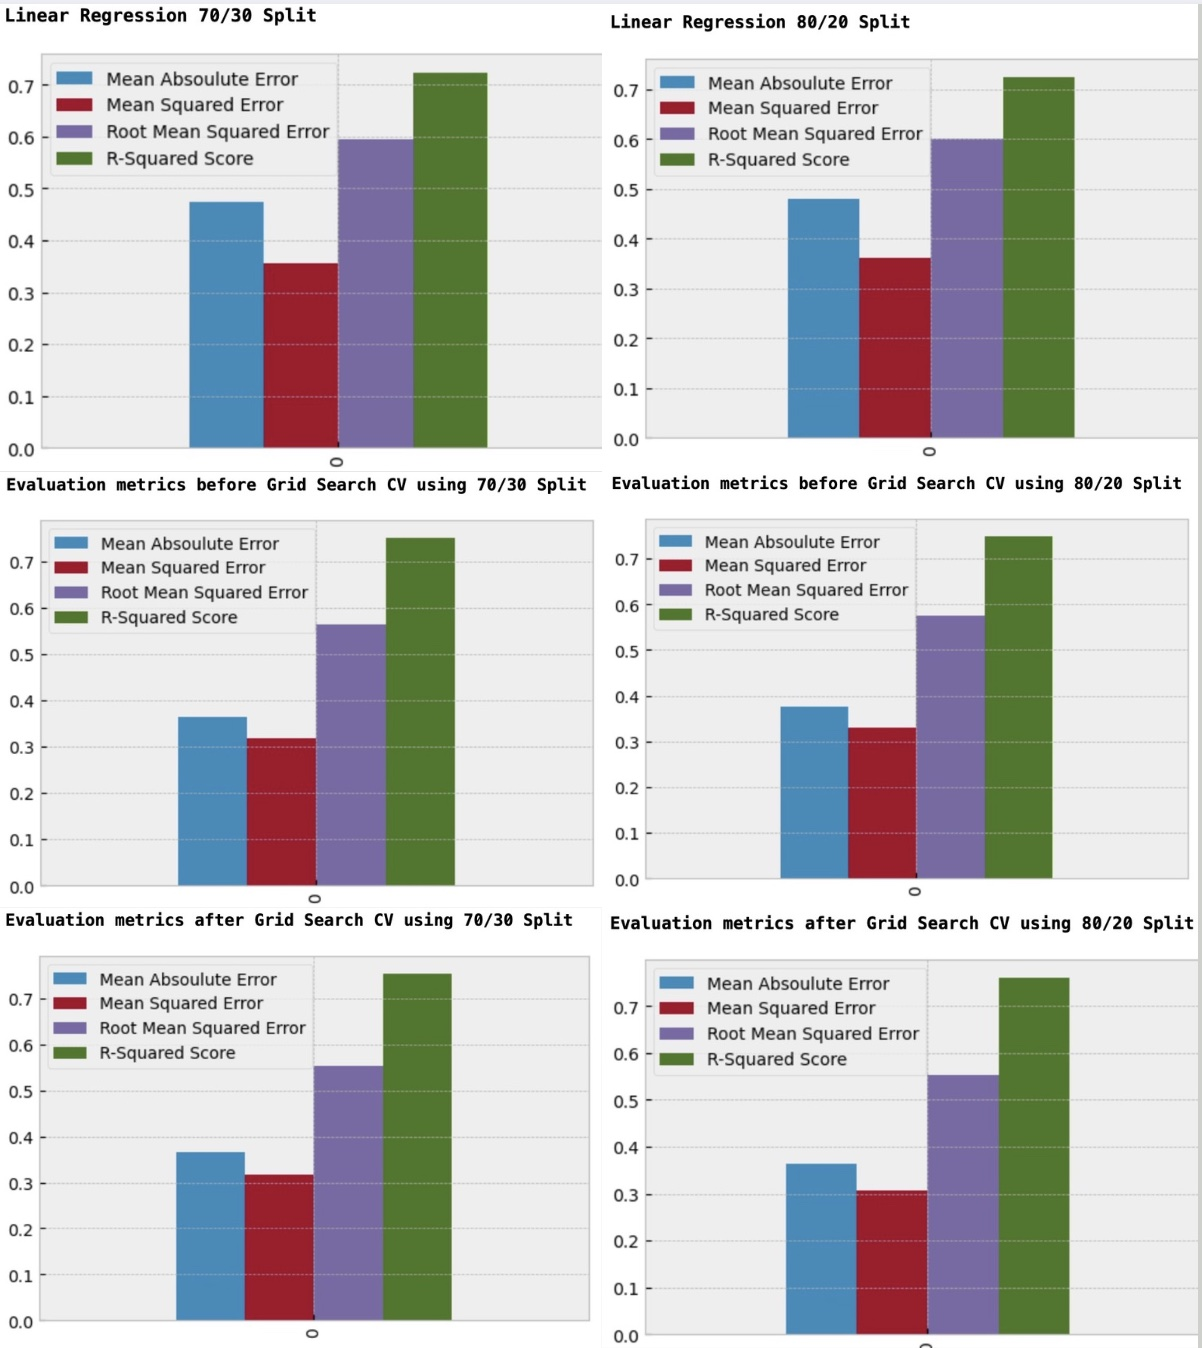 Linear Regression 70/30 Split
Mean Absoulute Error
Mean Squared Error
Root Mean Squared Error
R-Squared Score
0.7
0.6
0.5
0.4
0.3
0.2
0.1
0.0
0
Linear Regression 80/20 Split
Mean Absoulute Error
Mean Squared Error
Root Mean Squared Error
R-Squared Score
0.7
0.6
0.5
0.4
0.3
0.2
0.1
0.0
0
Evaluation metrics before Grid Search CV using 70/30 Split
Mean Absoulute Error
Mean Squared Error
Root Mean Squared Error
R-Squared Score
0.7
0.6
0.5
0.4
0.3
0.2
0.1
0.0
0
Evaluation metrics before Grid Search CV using 80/20 Split
Mean Absoulute Error
Mean Squared Error
Root Mean Squared Error
R-Squared Score
0.7
0.6
0.5
0.4
0.3
0.2
0.1
0.0
0
Evaluation metrics after Grid Search CV using 70/30 Split
Mean Absoulute Error
Mean Squared Error
Root Mean Squared Error
R-Squared Score
0.7
0.6
0.5
0.4
0.3
0.2
0.1
0.0
0
Evaluation metrics after Grid Search CV using 80/20 Split
Mean Absoulute Error
Mean Squared Error
Root Mean Squared Error
R-Squared Score
0.7
0.6
0.5
0.4
0.3
0.2
0.1
0.0
0